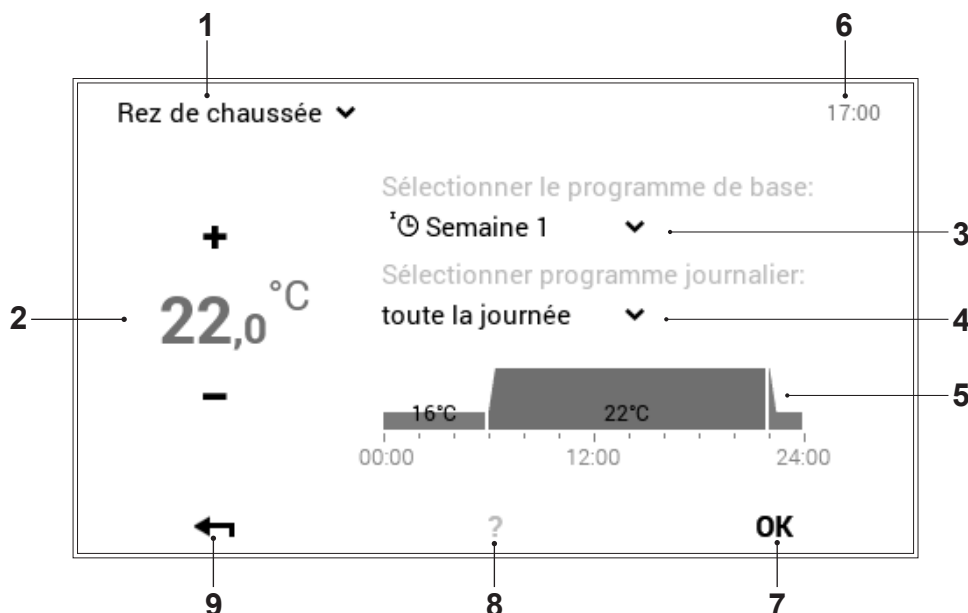 1 6
Rez de chaussée
17:00
Sélectionner le programme de base:
Semaine 1
3
Sélectionner programme journalier:
toute la journée
4
+
22,0 °C
2
−
16°C 22°C
5
00:00 12:00 24:00
? OK
9 8 7